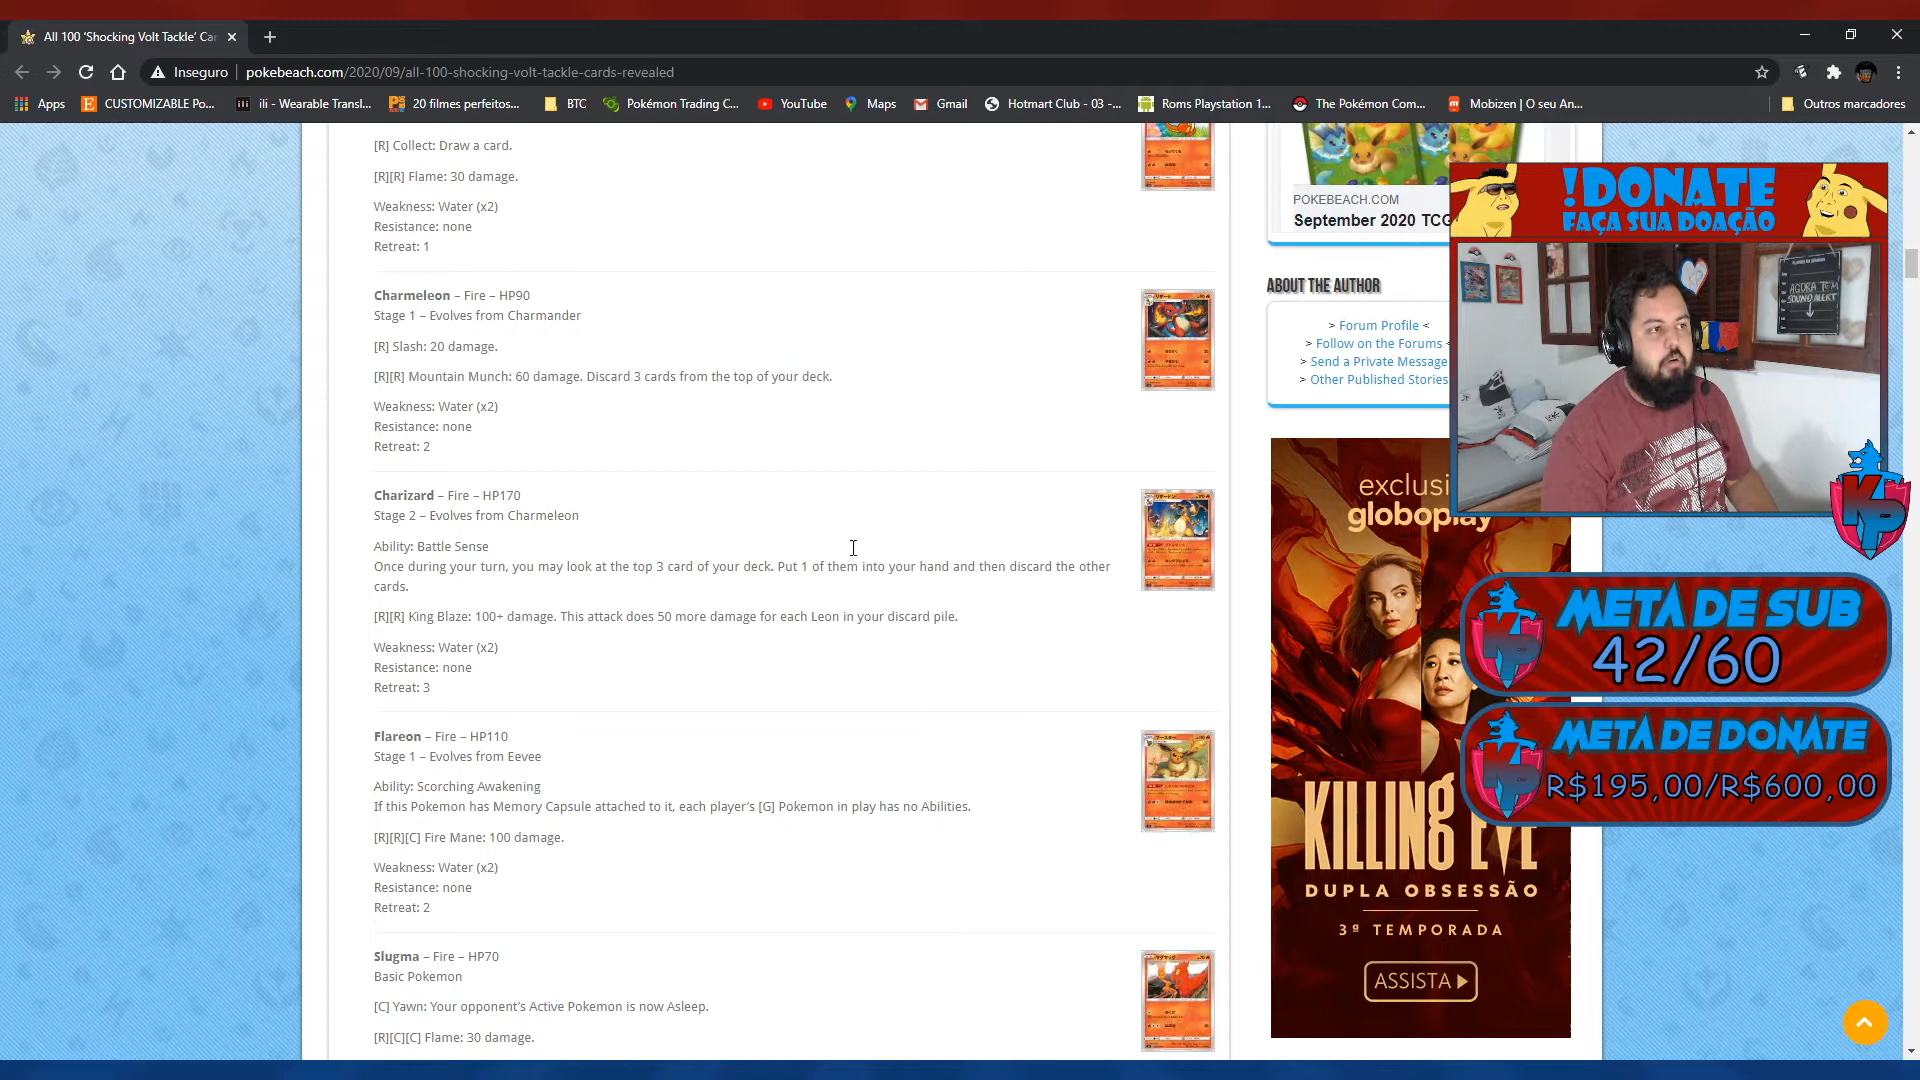 All 100 'Shocking Volt Tackle' Car
Inseguro
pokebeach.com/2020/09/all-100-shocking-volt-tackle-cards-revealed
Apps
CUSTOMIZABLE Po...
ili - Wearable Transl...
20 filmes perfeitos...
BTC
Pokémon Trading C...
YouTube
Maps
Gmail
Hotmart Club - 03 -...
Roms Playstation 1...
The Pokémon Com...
Mobizen | O seu An...
Outros marcadores
[R] Collect: Draw a card.
[R][R] Flame: 30 damage.
Weakness: Water (x2)
Resistance: none
Retreat: 1
Charmeleon – Fire – HP90
Stage 1 – Evolves from Charmander
[R] Slash: 20 damage.
[R][R] Mountain Munch: 60 damage. Discard 3 cards from the top of your deck.
Weakness: Water (x2)
Resistance: none
Retreat: 2
Charizard – Fire – HP170
Stage 2 – Evolves from Charmeleon
Ability: Battle Sense
Once during your turn, you may look at the top 3 card of your deck. Put 1 of them into your hand and then discard the other
cards.
[R][R] King Blaze: 100+ damage. This attack does 50 more damage for each Leon in your discard pile.
Weakness: Water (x2)
Resistance: none
Retreat: 3
Flareon – Fire – HP110
Stage 1 – Evolves from Eevee
Ability: Scorching Awakening
If this Pokemon has Memory Capsule attached to it, each player's [G] Pokemon in play has no Abilities.
[R][R][C] Fire Mane: 100 damage.
Weakness: Water (x2)
Resistance: none
Retreat: 2
Slugma – Fire – HP70
Basic Pokemon
[C] Yawn: Your opponent's Active Pokemon is now Asleep.
[R][C][C] Flame: 30 damage.
POKEBEACH.COM
September 2020 TCG
ABOUT THE AUTHOR
> Forum Profile <
> Follow on the Forums <
> Send a Private Message
> Other Published Stories
exclusi
globoplay
KILLING EVE
DUPLA OBSESSÃO
3ª TEMPORADA
ASSISTA
!DONATE
FAÇA SUA DOAÇÃO
AGORA TEM
SOUND ALERT
KP
META DE SUB
42/60
META DE DONATE
R$195,00/R$600,00